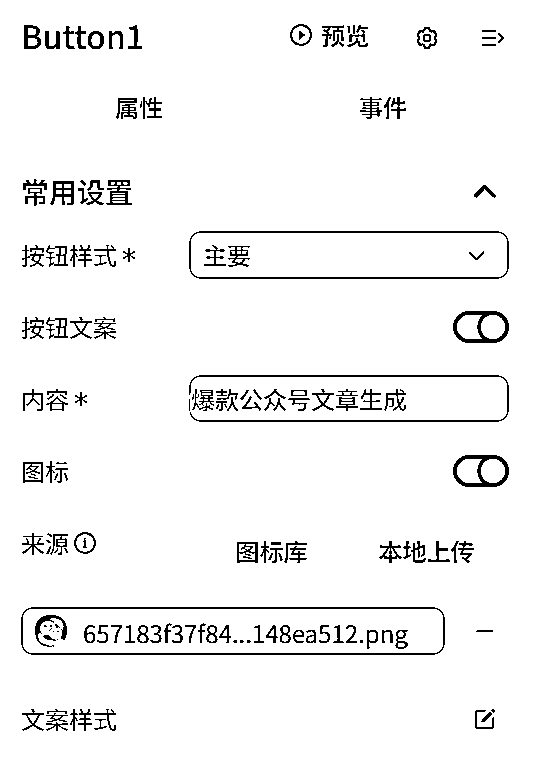 Button1 预览
属性 事件
常用设置
按钮样式* 主要
按钮文案
内容* 爆款公众号文章生成
图标
来源 图标库 本地上传
657183f37f84...148ea512.png
文案样式